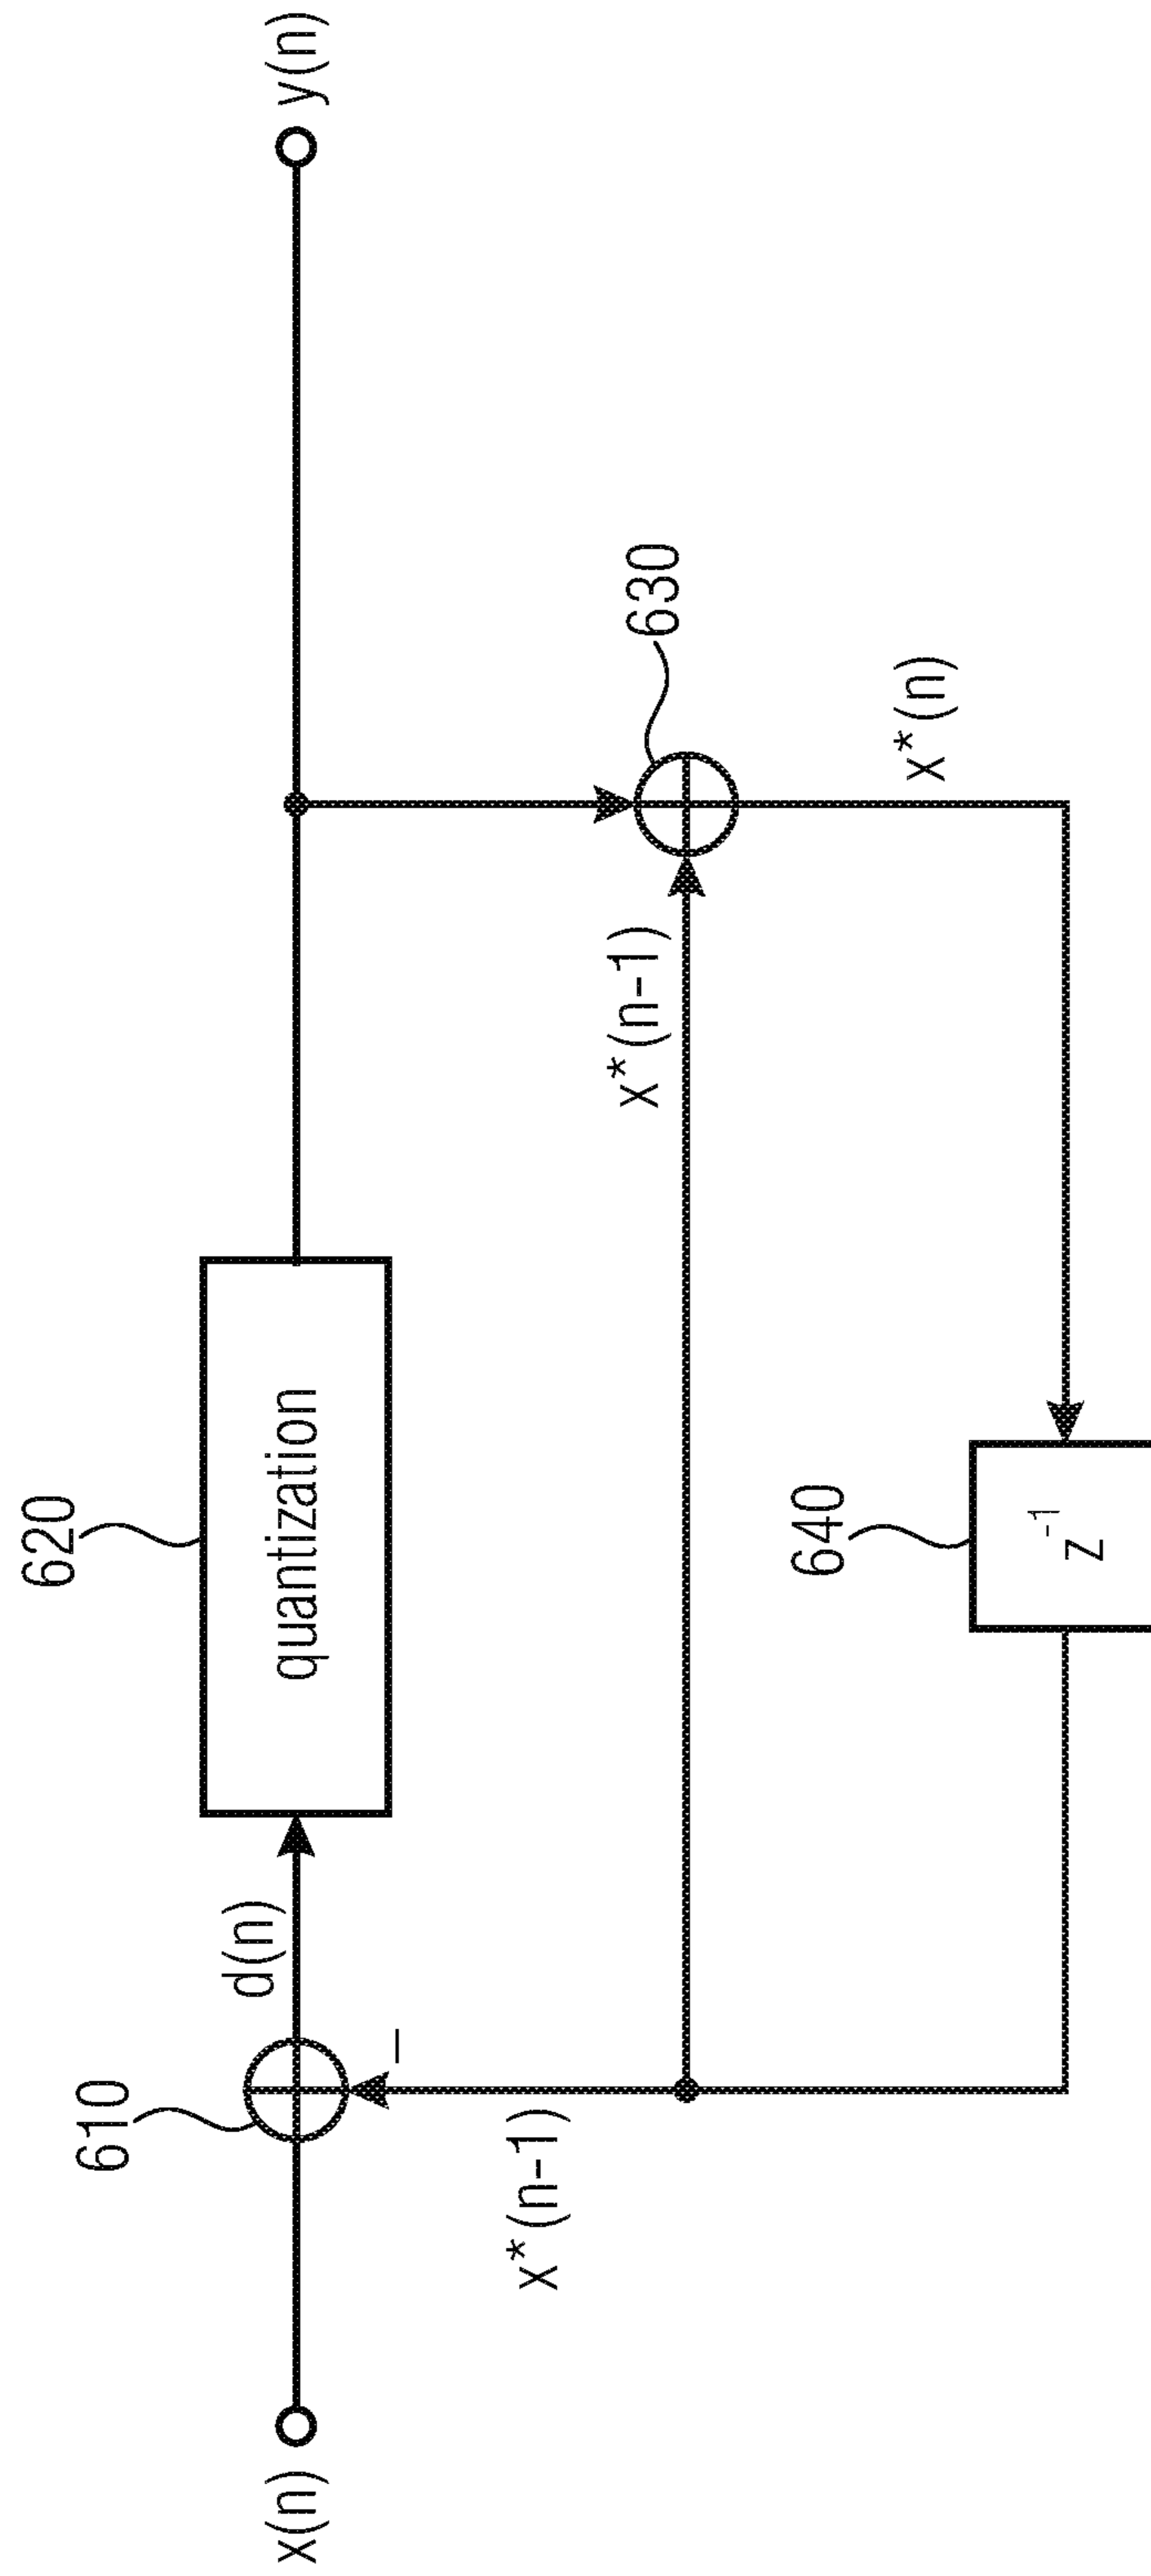 620
610
x(n)
d(n)
quantization
y(n)
–
x*(n-1)
x*(n-1)
630
x*(n)
640
z⁻¹